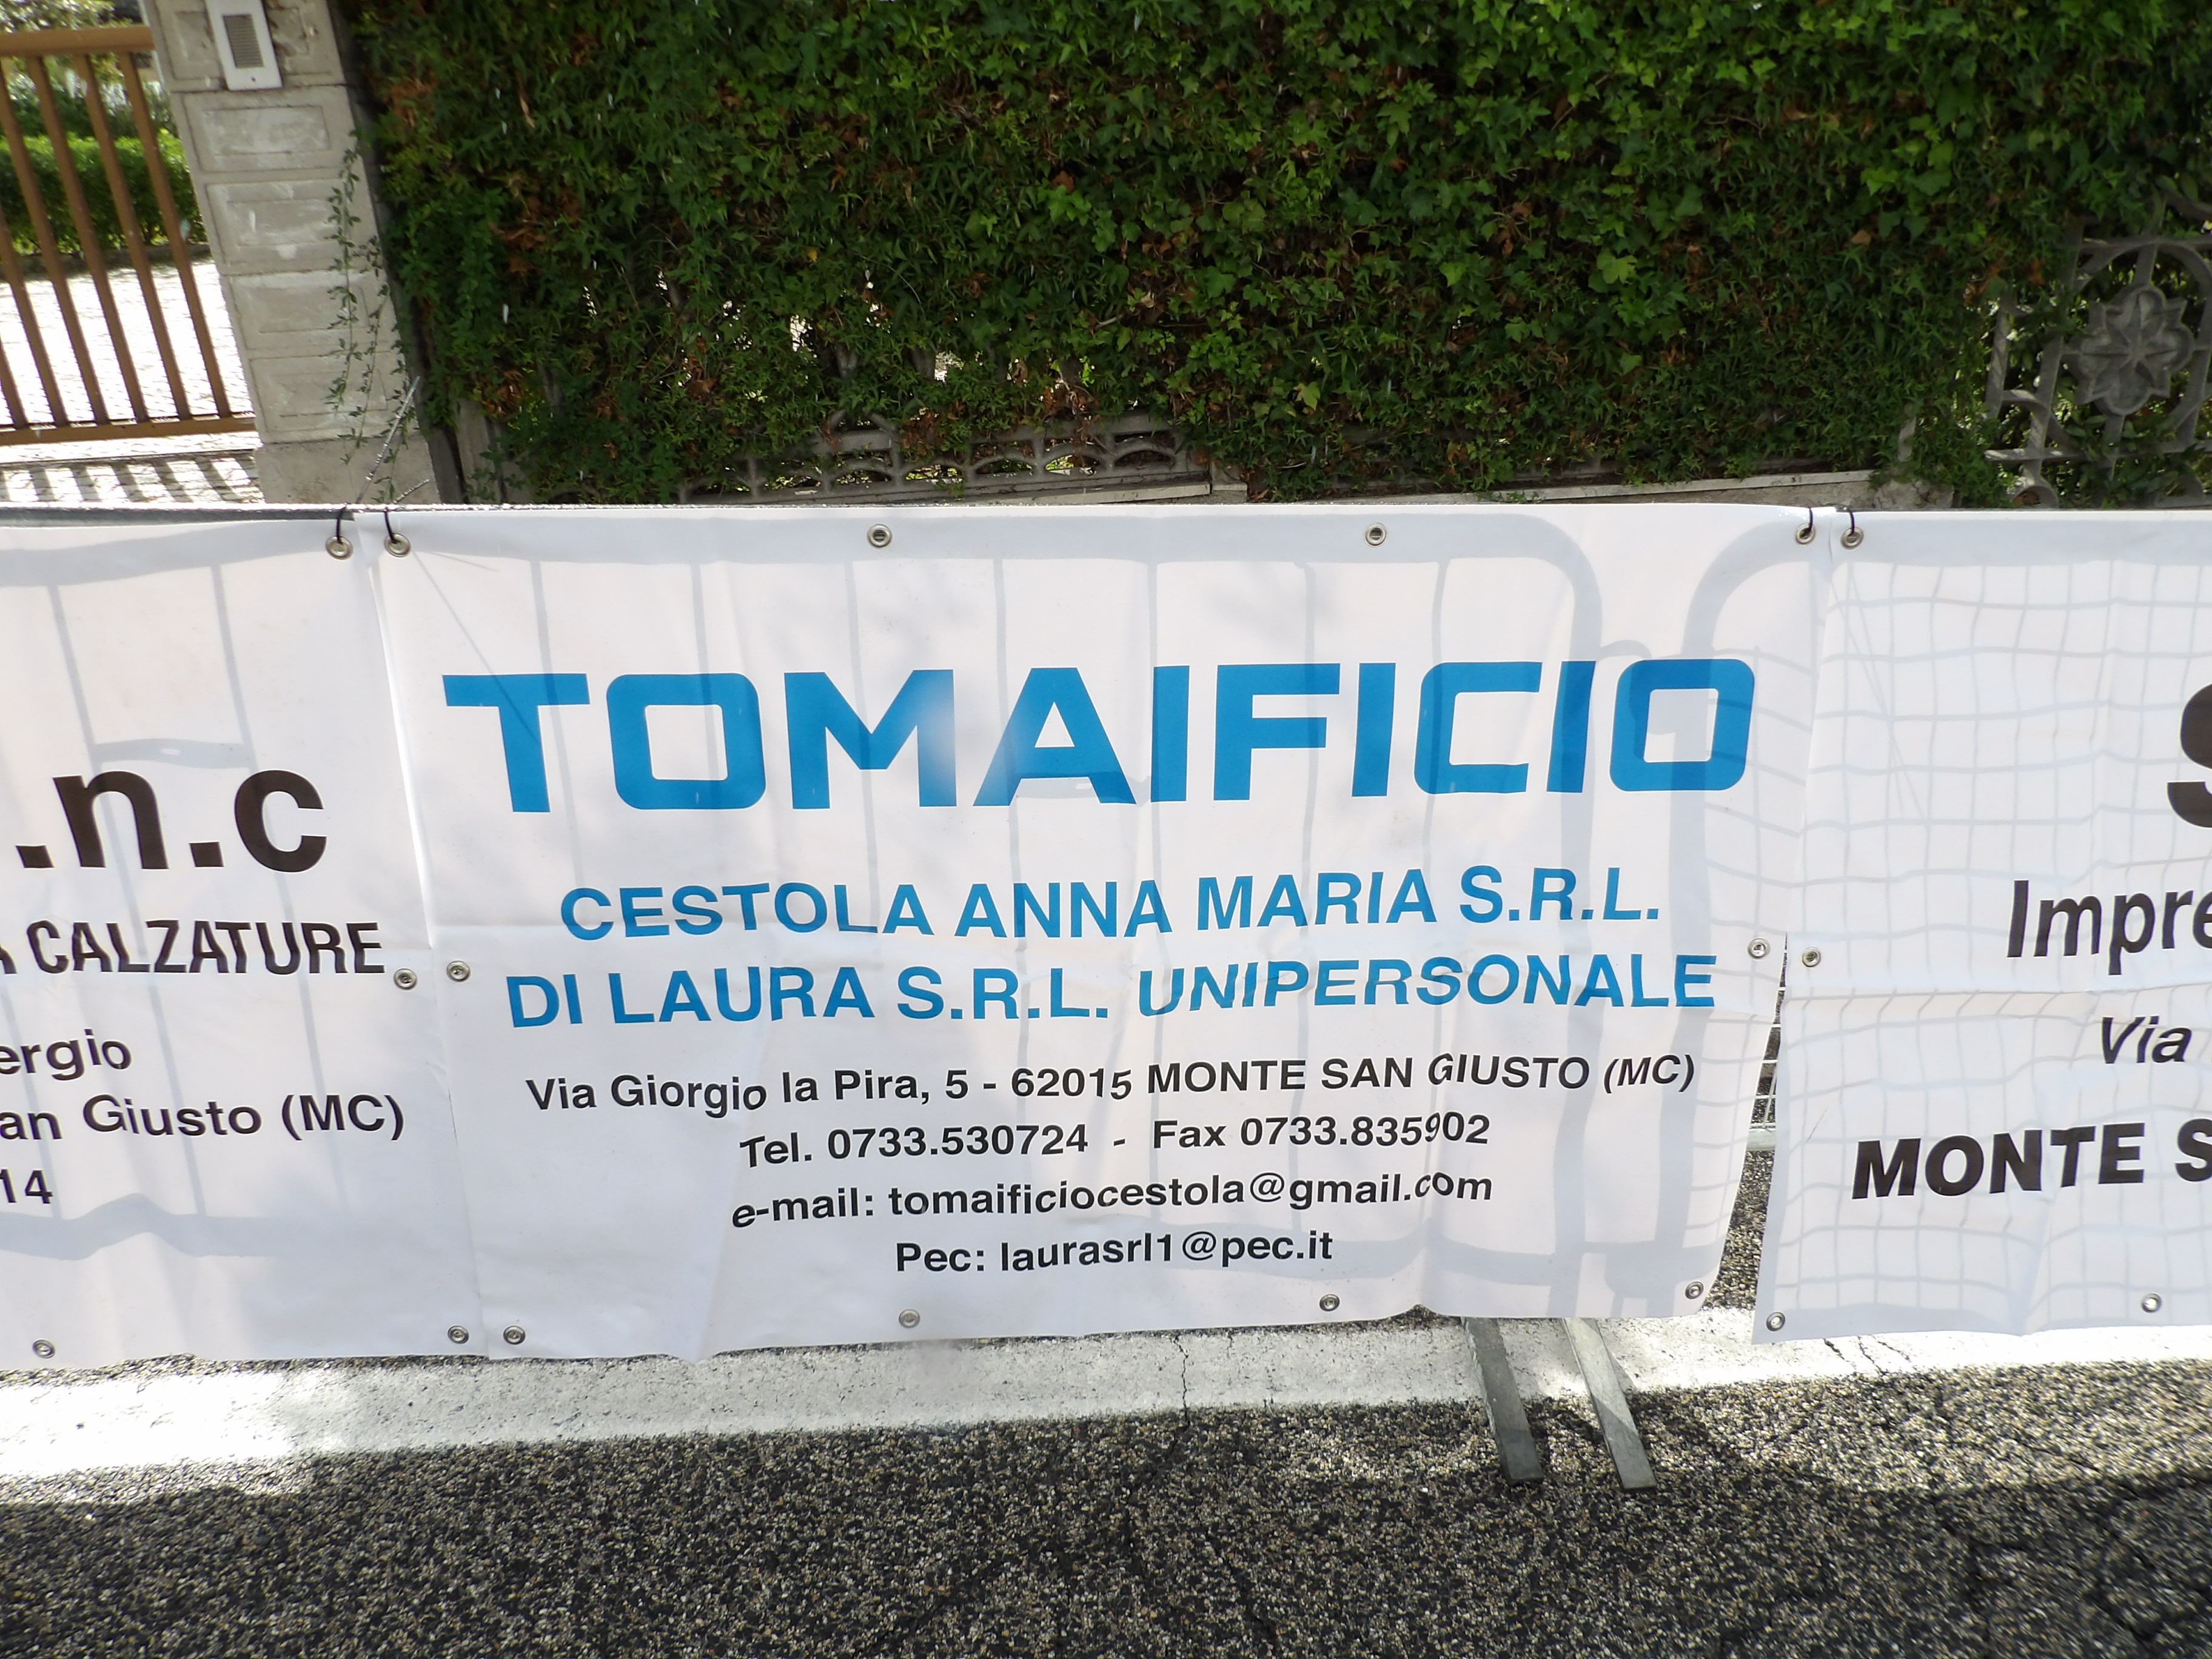 .n.c
CALZATURE
ergio
an Giusto (MC)
14
TOMAIFICIO
CESTOLA ANNA MARIA S.R.L.
DI LAURA S.R.L. UNIPERSONALE
Via Giorgio la Pira, 5 - 62015 MONTE SAN GIUSTO (MC)
Tel. 0733.530724 - Fax 0733.835902
e-mail: tomaificiocestola@gmail.com
Pec: laurasrl1@pec.it
Impre
Via
MONTE S